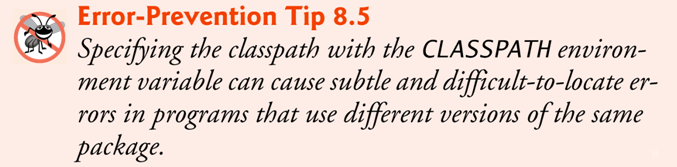 Error-Prevention Tip 8.5
Specifying the classpath with the CLASSPATH environ-
ment variable can cause subtle and difficult-to-locate er-
rors in programs that use different versions of the same
package.